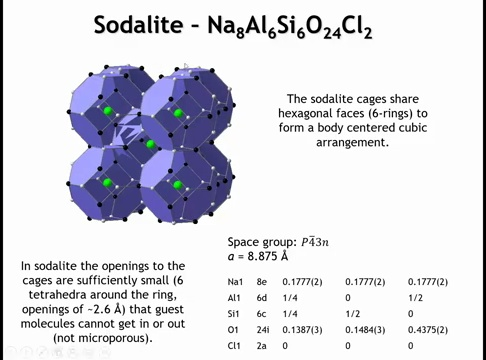 Sodalite – Na₈Al₆Si₆O₂₄Cl₂
The sodalite cages share
hexagonal faces (6-rings) to
form a body centered cubic
arrangement.
In sodalite the openings to the
cages are sufficiently small (6
tetrahedra around the ring,
openings of ~2.6 Å) that guest
molecules cannot get in or out
(not microporous).
Space group: P4̄3n
a = 8.875 Å
Na1 8e 0.1777(2) 0.1777(2) 0.1777(2)
Al1 6d 1/4 0 1/2
Si1 6c 1/4 1/2 0
O1 24i 0.1387(3) 0.1484(3) 0.4375(2)
Cl1 2a 0 0 0